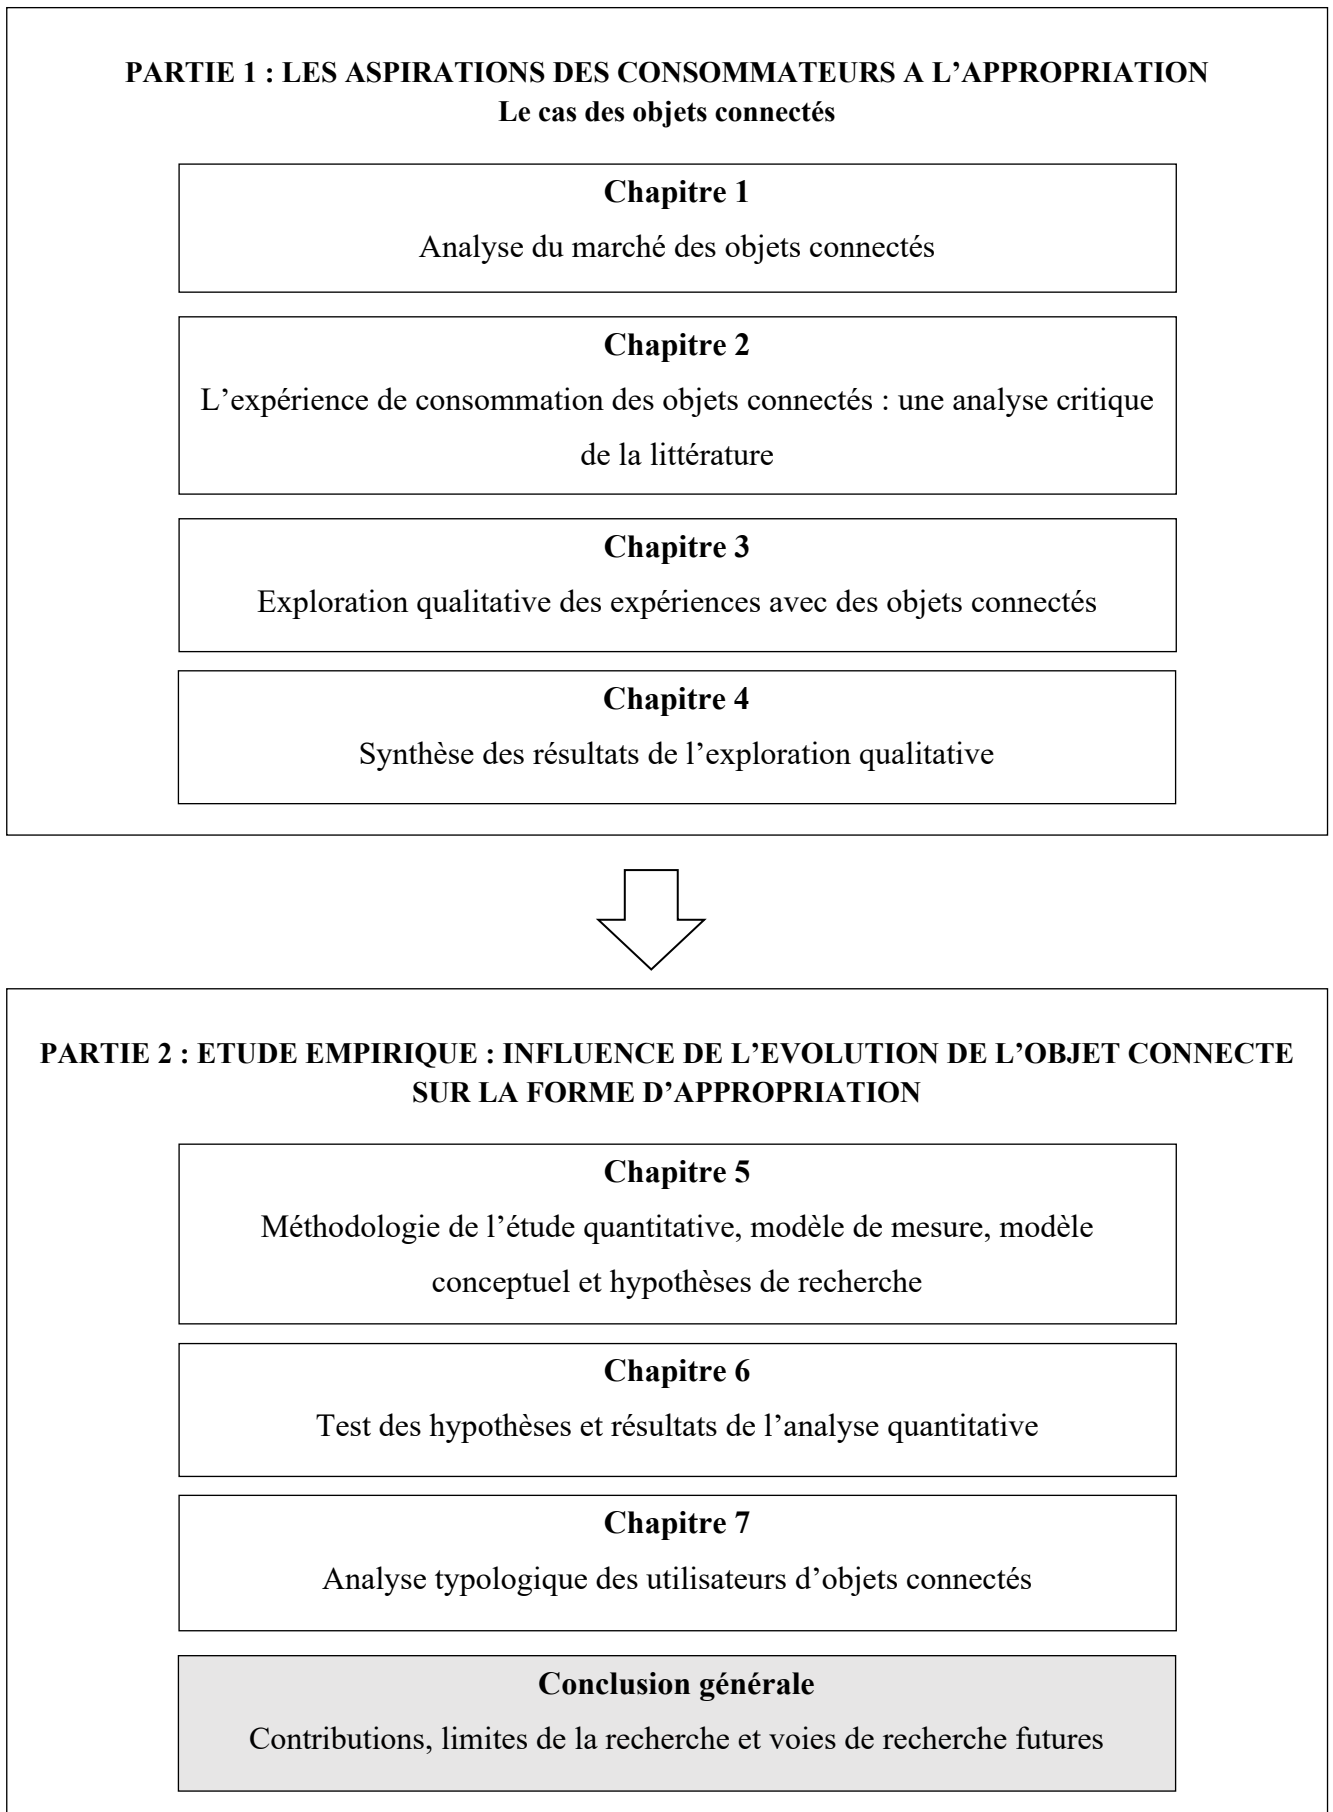 PARTIE 1 : LES ASPIRATIONS DES CONSOMMATEURS A L’APPROPRIATION
Le cas des objets connectés
Chapitre 1
Analyse du marché des objets connectés
Chapitre 2
L’expérience de consommation des objets connectés : une analyse critique
de la littérature
Chapitre 3
Exploration qualitative des expériences avec des objets connectés
Chapitre 4
Synthèse des résultats de l’exploration qualitative
PARTIE 2 : ETUDE EMPIRIQUE : INFLUENCE DE L’EVOLUTION DE L’OBJET CONNECTE
SUR LA FORME D’APPROPRIATION
Chapitre 5
Méthodologie de l’étude quantitative, modèle de mesure, modèle
conceptuel et hypothèses de recherche
Chapitre 6
Test des hypothèses et résultats de l’analyse quantitative
Chapitre 7
Analyse typologique des utilisateurs d’objets connectés
Conclusion générale
Contributions, limites de la recherche et voies de recherche futures